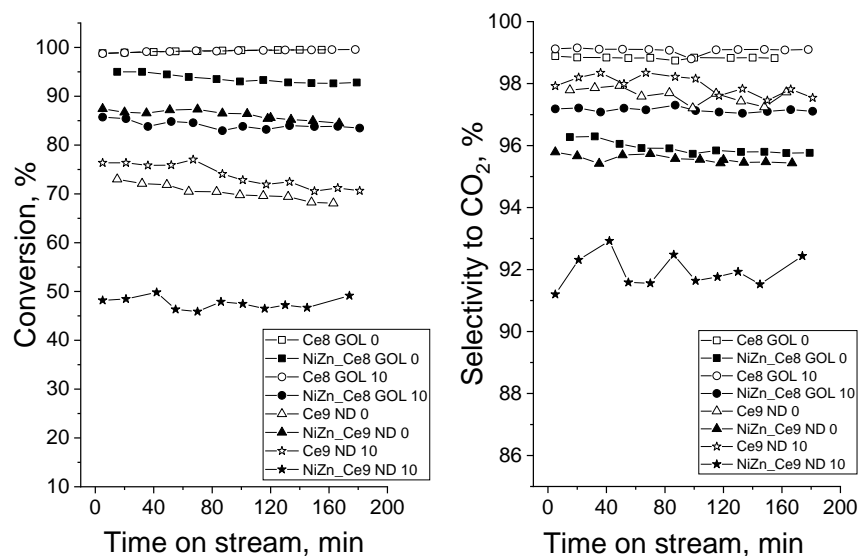 Conversion, %
100
90
80
70
60
50
40
30
20
10
0 40 80 120 160 200
Time on stream, min
Ce8 GOL 0
NiZn_Ce8 GOL 0
Ce8 GOL 10
NiZn_Ce8 GOL 10
Ce9 ND 0
NiZn_Ce9 ND 0
Ce9 ND 10
NiZn_Ce9 ND 10
Selectivity to CO₂, %
100
98
96
94
92
91
90
88
86
0 40 80 120 160 200
Time on stream, min
Ce8 GOL 0
NiZn_Ce8 GOL 0
Ce8 GOL 10
NiZn_Ce8 GOL 10
Ce9 ND 0
NiZn_Ce9 ND 0
Ce9 ND 10
NiZn_Ce9 ND 10